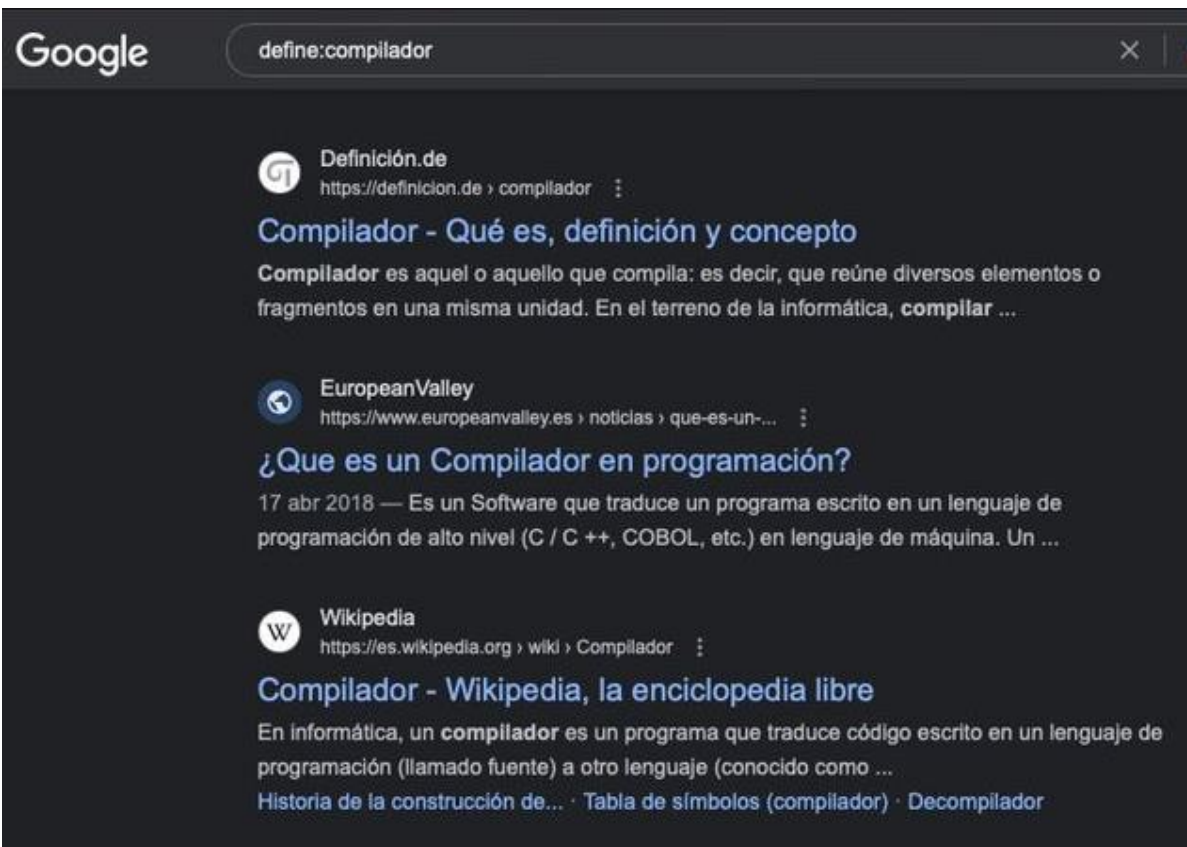 Google
define:compilador
Definición.de
https://definicion.de › compilador
Compilador - Qué es, definición y concepto
Compilador es aquel o aquello que compila: es decir, que reúne diversos elementos o
fragmentos en una misma unidad. En el terreno de la informática, compilar ...
EuropeanValley
https://www.europeanvalley.es › noticias › que-es-un-...
¿Que es un Compilador en programación?
17 abr 2018 — Es un Software que traduce un programa escrito en un lenguaje de
programación de alto nivel (C / C ++, COBOL, etc.) en lenguaje de máquina. Un ...
W
Wikipedia
https://es.wikipedia.org › wiki › Compilador
Compilador - Wikipedia, la enciclopedia libre
En informática, un compilador es un programa que traduce código escrito en un lenguaje de
programación (llamado fuente) a otro lenguaje (conocido como ...
Historia de la construcción de... · Tabla de símbolos (compilador) · Decompilador